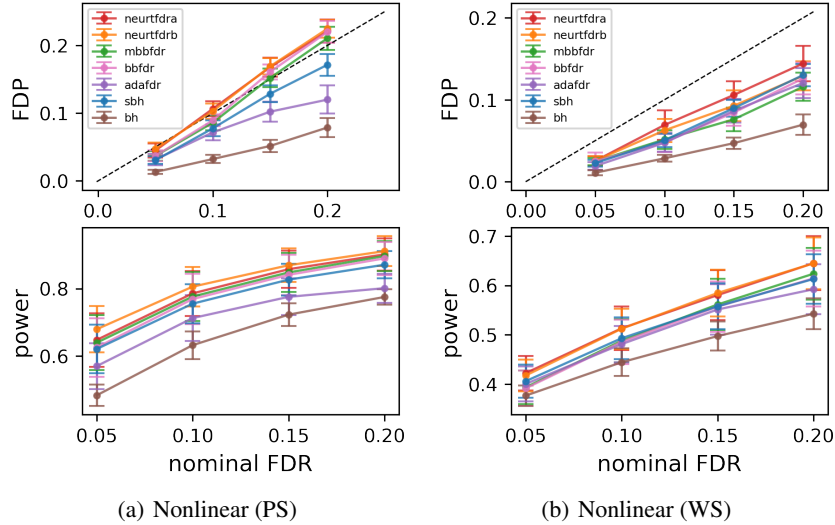 FDP
0.2
0.1
0.0
neurtfdra
neurtfdrb
mbbfdr
bbfdr
adafdr
sbh
bh
0.0 0.1 0.2
FDP
0.2
0.1
0.0
neurtfdra
neurtfdrb
mbbfdr
bbfdr
adafdr
sbh
bh
0.00 0.05 0.10 0.15 0.20
power
0.8
0.6
0.05 0.10 0.15 0.20
nominal FDR
power
0.7
0.6
0.5
0.4
0.05 0.10 0.15 0.20
nominal FDR
(a) Nonlinear (PS)
(b) Nonlinear (WS)